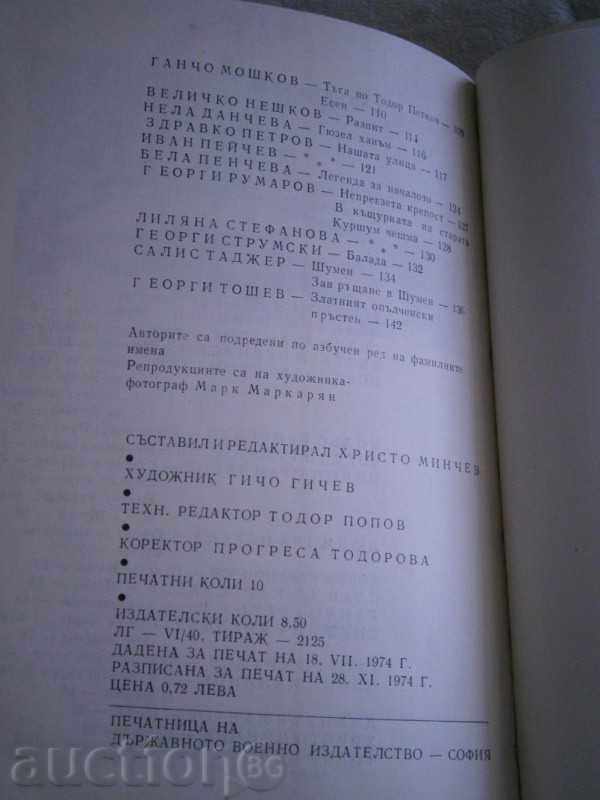 ГАНЧО МОШКОВ — Тъга по Тодор Петков — 109
Есен — 110
ВЕЛИЧКО НЕШКОВ — Разпит — 114
НЕЛА ДАНЧЕВА — Гюзел ханъм — 116
ЗДРАВКО ПЕТРОВ — Нашата улица — 117
ИВАН ПЕЙЧЕВ — * * * — 121
БЕЛА ПЕНЧЕВА — Легенда за началото — 124
ГЕОРГИ РУМАРОВ — Непревзета крепост — 127
В къщурката на старата
Куршум чешма — 128
ЛИЛЯНА СТЕФАНОВА — * * * — 130
ГЕОРГИ СТРУМСКИ — Балада — 132
САЛИС ТАДЖЕР — Шумен — 134
Зав ръщане в Шумен — 136
ГЕОРГИ ТОШЕВ — Златният опълченски
пръстен — 142
Авторите са подредени по азбучен ред на фамилните
имена
Репродукциите са на художника-
фотограф Марк Маркарян
СЪСТАВИЛ И РЕДАКТИРАЛ ХРИСТО МИНЧЕВ
●
ХУДОЖНИК ГИЧО ГИЧЕВ
●
ТЕХН. РЕДАКТОР ТОДОР ПОПОВ
●
КОРЕКТОР ПРОГРЕСА ТОДОРОВА
●
ПЕЧАТНИ КОЛИ 10
●
ИЗДАТЕЛСКИ КОЛИ 8,50
ЛГ — VI/40. ТИРАЖ — 2125
ДАДЕНА ЗА ПЕЧАТ НА 18. VII. 1974 Г.
РАЗПИСАНА ЗА ПЕЧАТ НА 28. XI. 1974 Г.
ЦЕНА 0,72 ЛЕВА
ПЕЧАТНИЦА НА
ДЪРЖАВНОТО ВОЕННО ИЗДАТЕЛСТВО — СОФИЯ
auctionBG